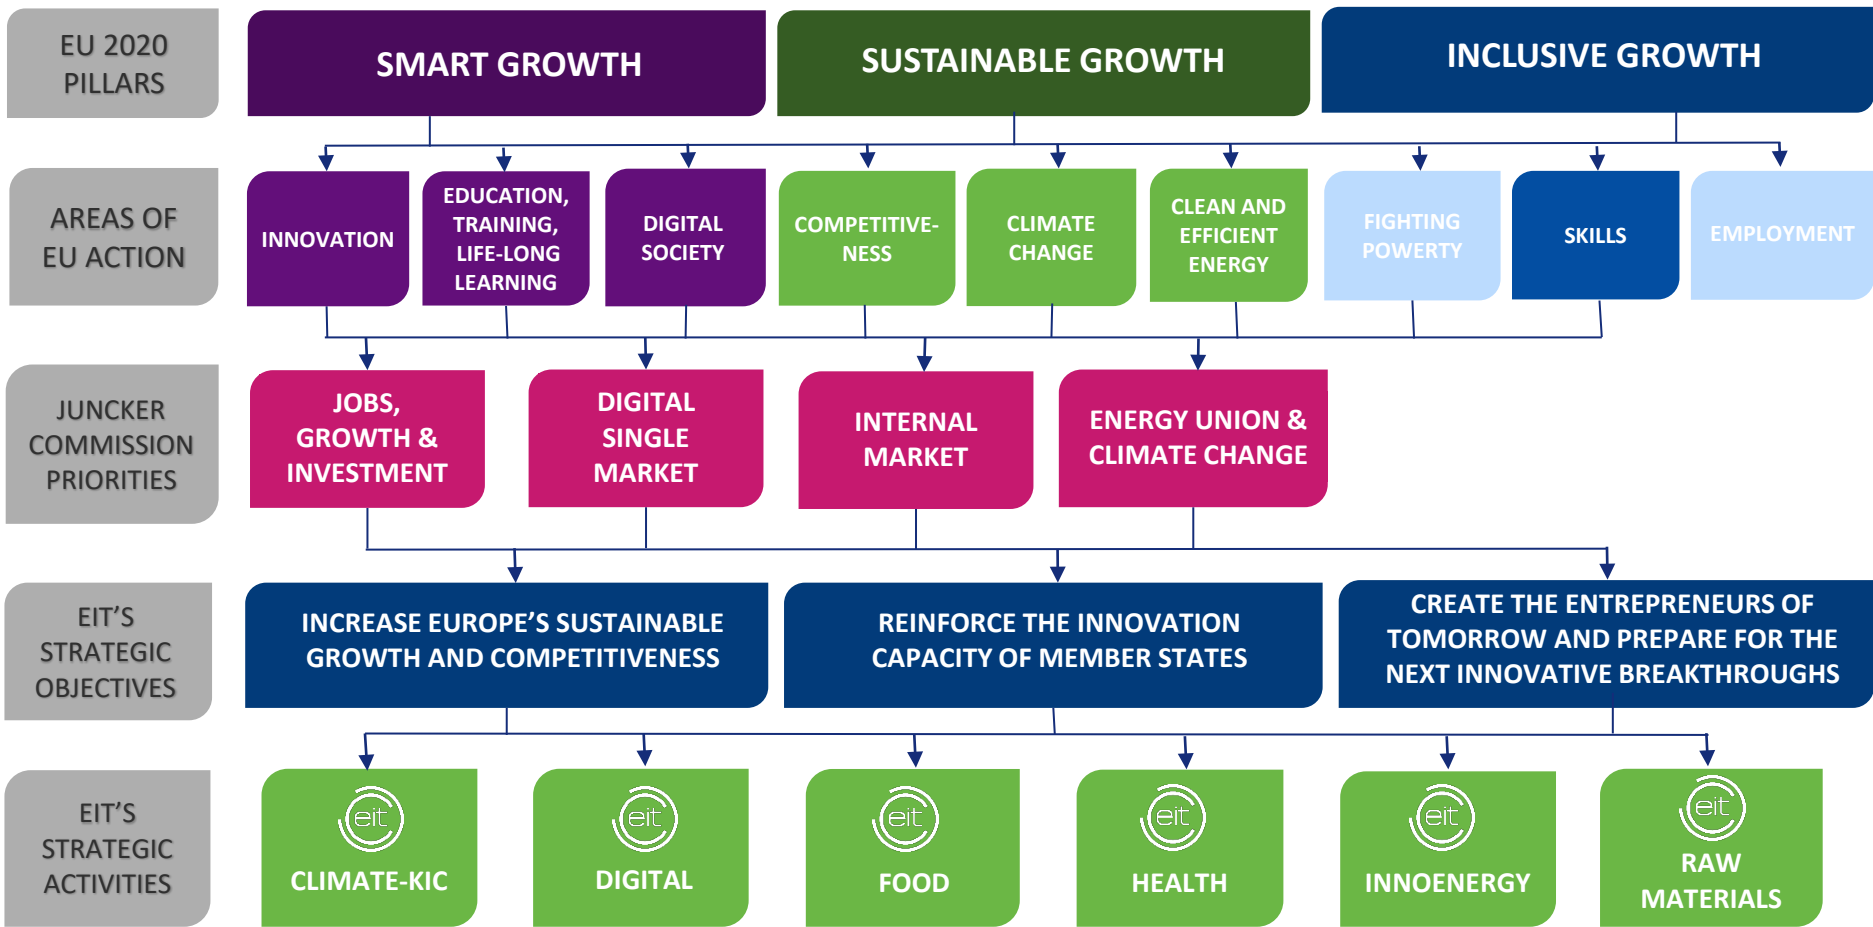 EU 2020
PILLARS
SMART GROWTH
SUSTAINABLE GROWTH
INCLUSIVE GROWTH
AREAS OF
EU ACTION
INNOVATION
EDUCATION,
TRAINING,
LIFE-LONG
LEARNING
DIGITAL
SOCIETY
COMPETITIVE-
NESS
CLIMATE
CHANGE
CLEAN AND
EFFICIENT
ENERGY
FIGHTING
POWERTY
SKILLS
EMPLOYMENT
JUNCKER
COMMISSION
PRIORITIES
JOBS,
GROWTH &
INVESTMENT
DIGITAL
SINGLE
MARKET
INTERNAL
MARKET
ENERGY UNION &
CLIMATE CHANGE
EIT’S
STRATEGIC
OBJECTIVES
INCREASE EUROPE’S SUSTAINABLE
GROWTH AND COMPETITIVENESS
REINFORCE THE INNOVATION
CAPACITY OF MEMBER STATES
CREATE THE ENTREPRENEURS OF
TOMORROW AND PREPARE FOR THE
NEXT INNOVATIVE BREAKTHROUGHS
EIT’S
STRATEGIC
ACTIVITIES
eit
CLIMATE-KIC
eit
DIGITAL
eit
FOOD
eit
HEALTH
eit
INNOENERGY
eit
RAW
MATERIALS